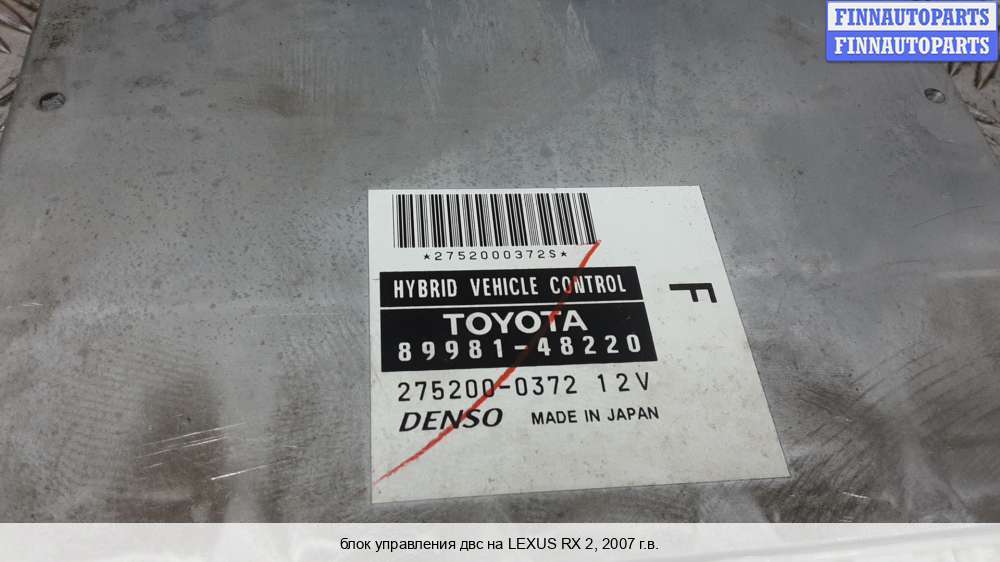 FINNAUTOPARTS
FINNAUTOPARTS
*2752000372S*
HYBRID VEHICLE CONTROL
F
TOYOTA
89981-48220
275200-0372 12V
DENSO MADE IN JAPAN
блок управления двс на LEXUS RX 2, 2007 г.в.